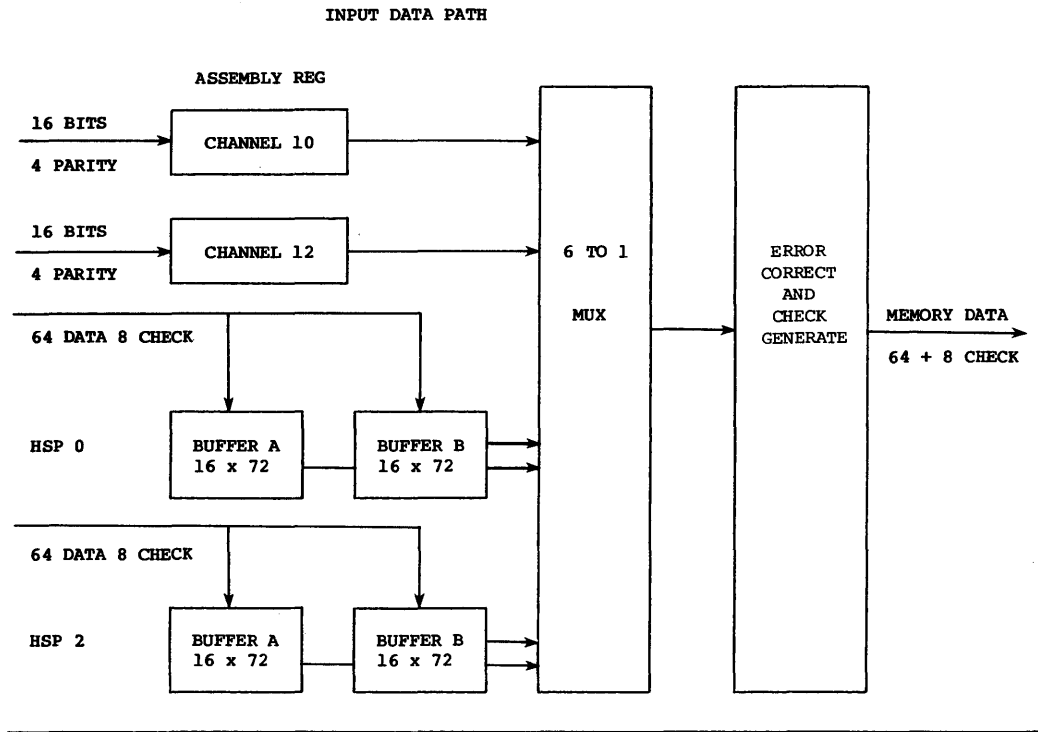 INPUT DATA PATH
ASSEMBLY REG
16 BITS
4 PARITY
CHANNEL 10
16 BITS
4 PARITY
CHANNEL 12
64 DATA 8 CHECK
HSP 0
BUFFER A
16 x 72
BUFFER B
16 x 72
64 DATA 8 CHECK
HSP 2
BUFFER A
16 x 72
BUFFER B
16 x 72
6 TO 1
MUX
ERROR
CORRECT
AND
CHECK
GENERATE
MEMORY DATA
64 + 8 CHECK